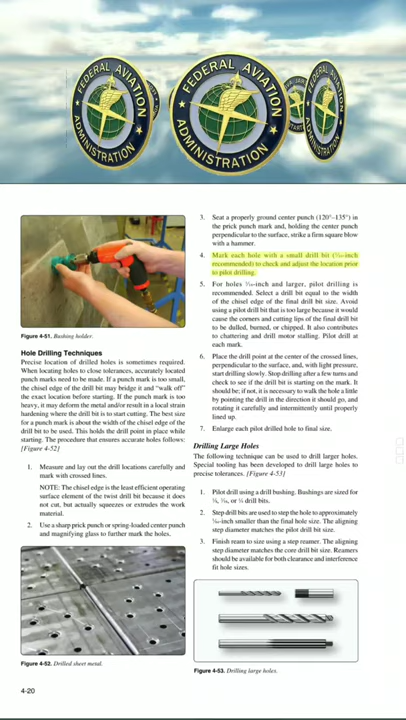 FEDERAL AVIATION
ADMINISTRATION
FEDERAL AVIATION
ADMINISTRATION
Figure 4-51. Bushing holder.
Hole Drilling Techniques
Precise location of drilled holes is sometimes required.
When locating holes to close tolerances, accurately located
punch marks need to be made. If a punch mark is too small,
the chisel edge of the drill bit may bridge it and “walk off”
the exact location before starting. If the punch mark is too
heavy, it may deform the metal and/or result in a local strain
hardening where the drill bit is to start cutting. The best size
for a punch mark is about the width of the chisel edge of the
drill bit to be used. This holds the drill point in place while
starting. The procedure that ensures accurate holes follows:
[Figure 4-52]
1. Measure and lay out the drill locations carefully and
mark with crossed lines.
NOTE: The chisel edge is the least efficient operating
surface element of the twist drill bit because it does
not cut, but actually squeezes or extrudes the work
material.
2. Use a sharp prick punch or spring-loaded center punch
and magnifying glass to further mark the holes.
Figure 4-52. Drilled sheet metal.
4-20
3. Seat a properly ground center punch (120°–135°) in
the prick punch mark and, holding the center punch
perpendicular to the surface, strike a firm square blow
with a hammer.
4. Mark each hole with a small drill bit
recommended) to check and adjust the location prior
to pilot drilling.
5. For holes and larger, pilot drilling is
recommended. Select a drill bit equal to the width
of the chisel edge of the final drill bit size. Avoid
using a pilot drill bit that is too large because it would
cause the corners and cutting lips of the final drill bit
to be dulled, burned, or chipped. It also contributes
to chattering and drill motor stalling. Pilot drill at
each mark.
6. Place the drill point at the center of the crossed lines,
perpendicular to the surface, and, with light pressure,
start drilling slowly. Stop drilling after a few turns and
check to see if the drill bit is starting on the mark. It
should be; if not, it is necessary to walk the hole a little
by pointing the drill in the direction it should go, and
rotating it carefully and intermittently until properly
lined up.
7. Enlarge each pilot drilled hole to final size.
Drilling Large Holes
The following technique can be used to drill larger holes.
Special tooling has been developed to drill large holes to
precise tolerances. [Figure 4-53]
1. Pilot drill using a drill bushing. Bushings are sized for
drill bits.
2. Step drill bits are used to step the hole to approximately
smaller than the final hole size. The aligning
step diameter matches the pilot drill bit size.
3. Finish ream to size using a step reamer. The aligning
step diameter matches the core drill bit size. Reamers
should be available for both clearance and interference
fit hole sizes.
Figure 4-53. Drilling large holes.